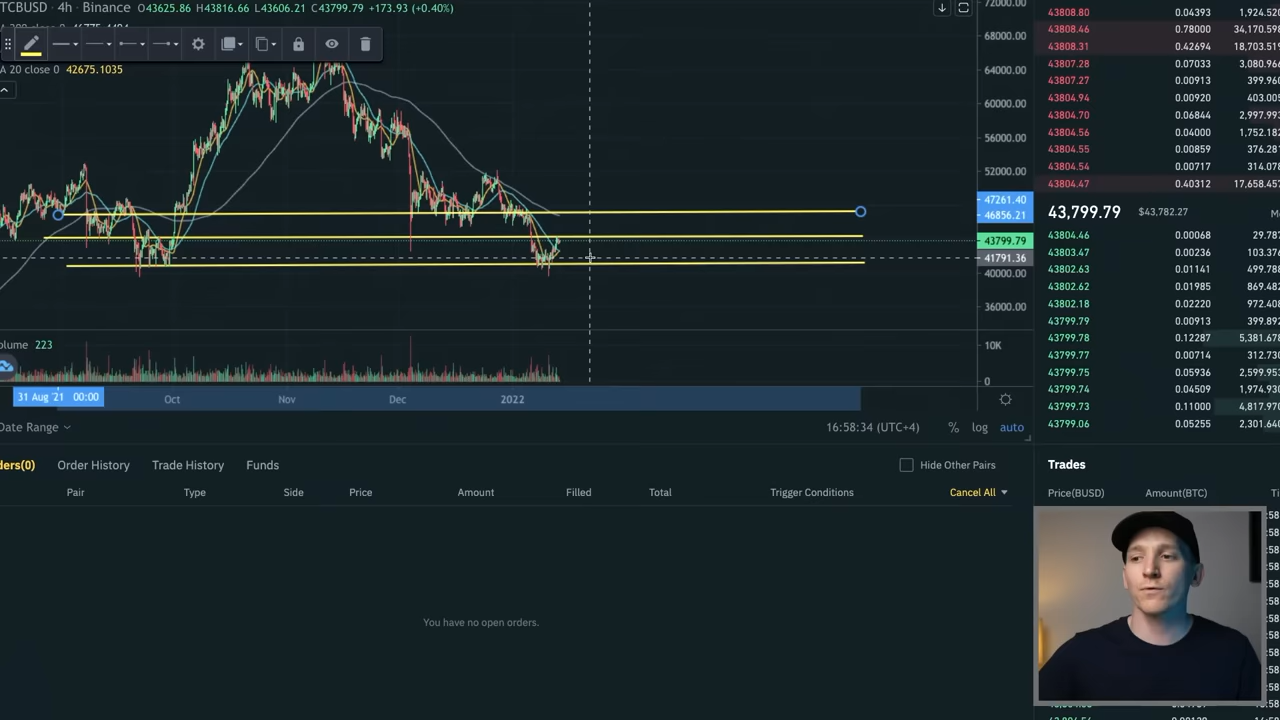 TCBUSD · 4h · Binance O43625.86 H43816.66 L43606.21 C43799.79 +173.93 (+0.40%)
A 20 close 0 42675.1035
72000.00
68000.00
64000.00
60000.00
56000.00
52000.00
47261.40
46856.21
43799.79
41791.36
40000.00
36000.00
olume 223
10K
0
31 Aug '21 00:00
Oct
Nov
Dec
2022
Date Range
16:58:34 (UTC+4)
%
log
auto
43808.80 0.04393 1,924.52
43808.46 0.78000 34,170.59
43808.31 0.42694 18,703.51
43807.28 0.07033 3,080.96
43807.27 0.00913 399.96
43804.94 0.00920 403.00
43804.70 0.06844 2,997.99
43804.56 0.04000 1,752.18
43804.55 0.00859 376.28
43804.54 0.00717 314.07
43804.47 0.40312 17,658.45
43,799.79 $43,782.27
43804.46 0.00068 29.78
43803.47 0.00236 103.37
43802.63 0.01141 499.78
43802.62 0.01985 869.48
43802.18 0.02220 972.40
43799.79 0.00913 399.89
43799.78 0.12287 5,381.67
43799.77 0.00714 312.73
43799.75 0.05936 2,599.95
43799.74 0.04509 1,974.93
43799.73 0.11000 4,817.97
43799.06 0.05255 2,301.64
ders(0) Order History Trade History Funds
Hide Other Pairs
Pair Type Side Price Amount Filled Total Trigger Conditions Cancel All
You have no open orders.
Trades
Price(BUSD) Amount(BTC) Ti